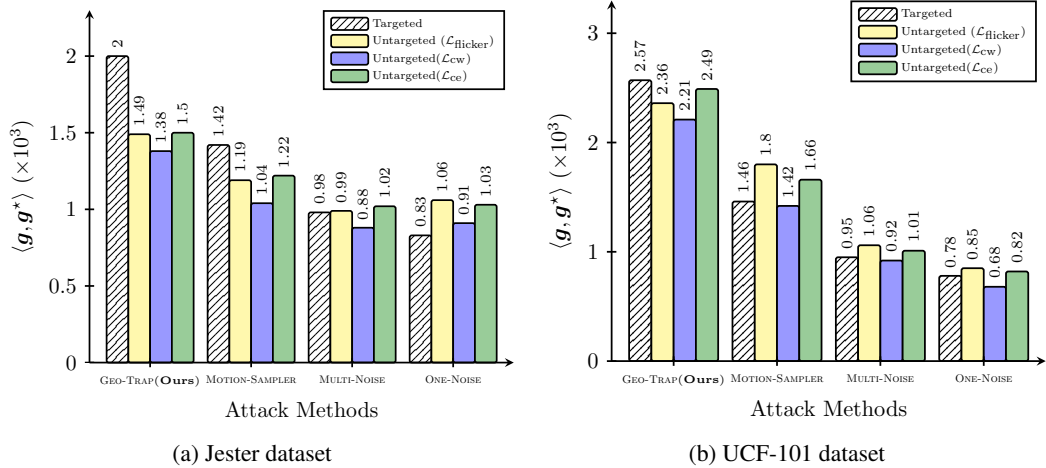 Targeted
Untargeted (ℒflicker)
Untargeted(ℒcw)
Untargeted(ℒce)
⟨g, g⋆⟩ (×10³)
2
1.5
1
0.5
0
2
1.49
1.38
1.5
1.42
1.19
1.04
1.22
0.98
0.99
0.88
1.02
0.83
1.06
0.91
1.03
GEO-TRAP(Ours) MOTION-SAMPLER MULTI-NOISE ONE-NOISE
Attack Methods
(a) Jester dataset
Targeted
Untargeted (ℒflicker)
Untargeted(ℒcw)
Untargeted(ℒce)
⟨g, g⋆⟩ (×10³)
3
2
1
0
2.57
2.36
2.21
2.49
1.46
1.8
1.42
1.66
0.95
1.06
0.92
1.01
0.78
0.85
0.68
0.82
GEO-TRAP(Ours) MOTION-SAMPLER MULTI-NOISE ONE-NOISE
Attack Methods
(b) UCF-101 dataset